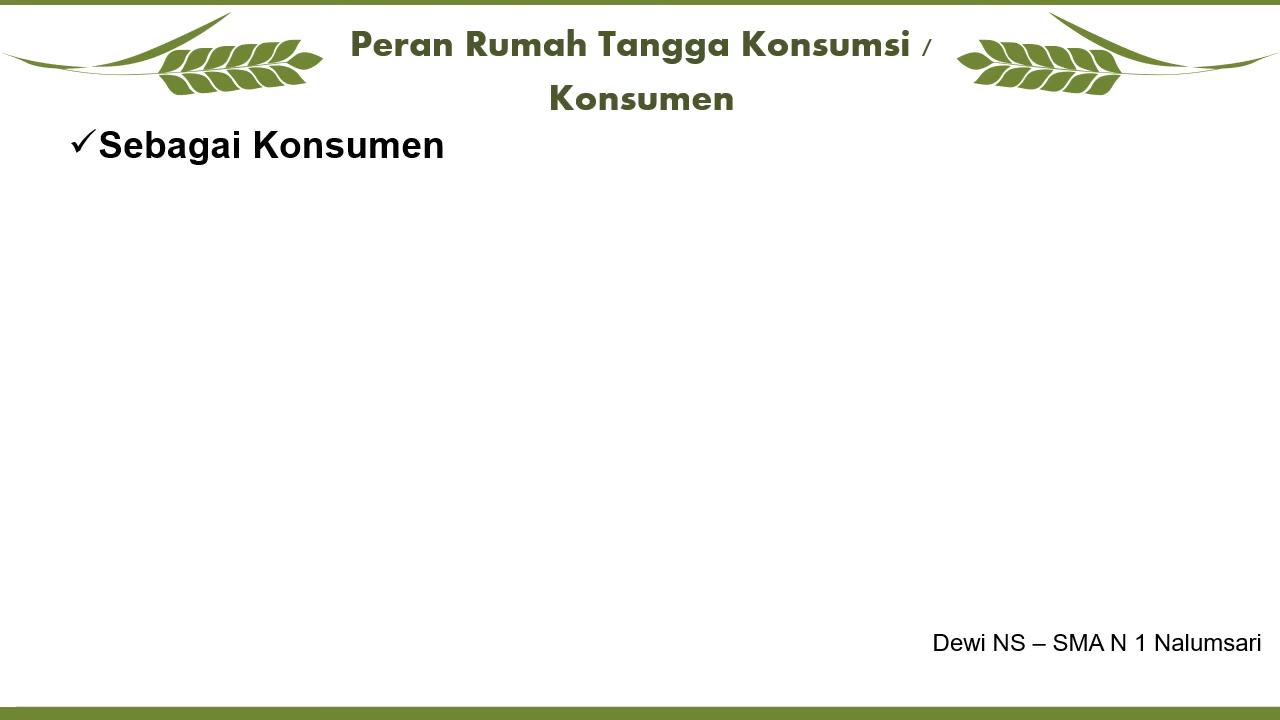 Peran Rumah Tangga Konsumsi /
Konsumen
✓Sebagai Konsumen
Dewi NS – SMA N 1 Nalumsari